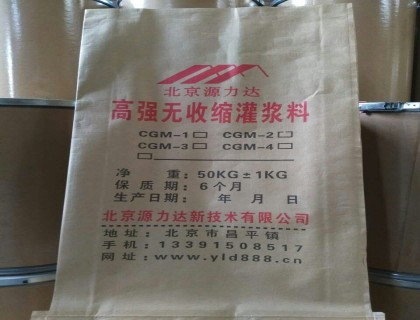 北京源力达
高强无收缩灌浆料
CGM-1□ CGM-2□
CGM-3□ CGM-4□
□
净 重: 50KG±1KG
保 质 期: 6个月
生产日期: 年 月 日
北京源力达新技术有限公司
地址: 北京市昌平镇
手机: 13391508517
网址: www.yld888.cn